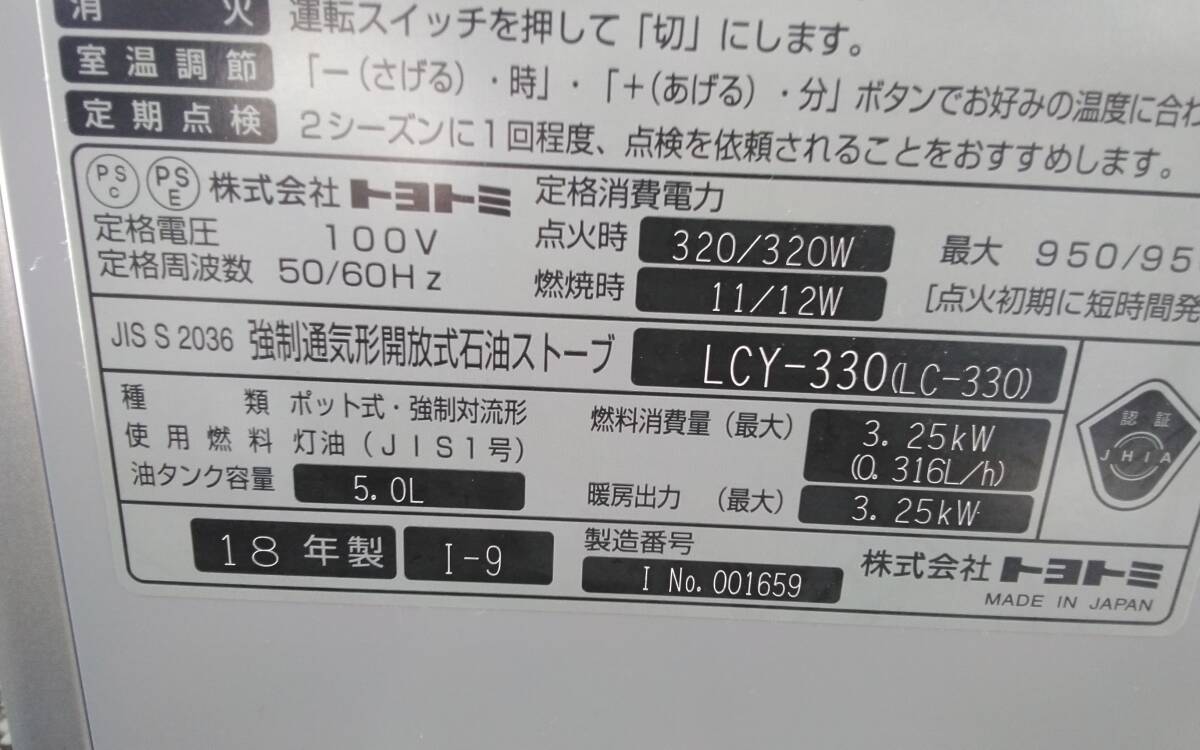 消火 運転スイッチを押して「切」にします。
室温調節 「－(さげる)・時」・「＋(あげる)・分」ボタンでお好みの温度に合わ
定期点検 2シーズンに1回程度、点検を依頼されることをおすすめします。
PS C PS E 株式会社トヨトミ
定格電圧 100V
定格周波数 50/60Hz
定格消費電力
点火時 320/320W 最大 950/95
燃焼時 11/12W [点火初期に短時間発
JIS S 2036 強制通気形開放式石油ストーブ LCY-330(LC-330)
種類 ポット式・強制対流形
使用燃料 灯油(JIS1号)
油タンク容量 5.0L
燃料消費量(最大) 3.25kW
(0.316L/h)
暖房出力(最大) 3.25kW
認証
JHIA
18年製 I-9 製造番号
I No.001659
株式会社トヨトミ
MADE IN JAPAN